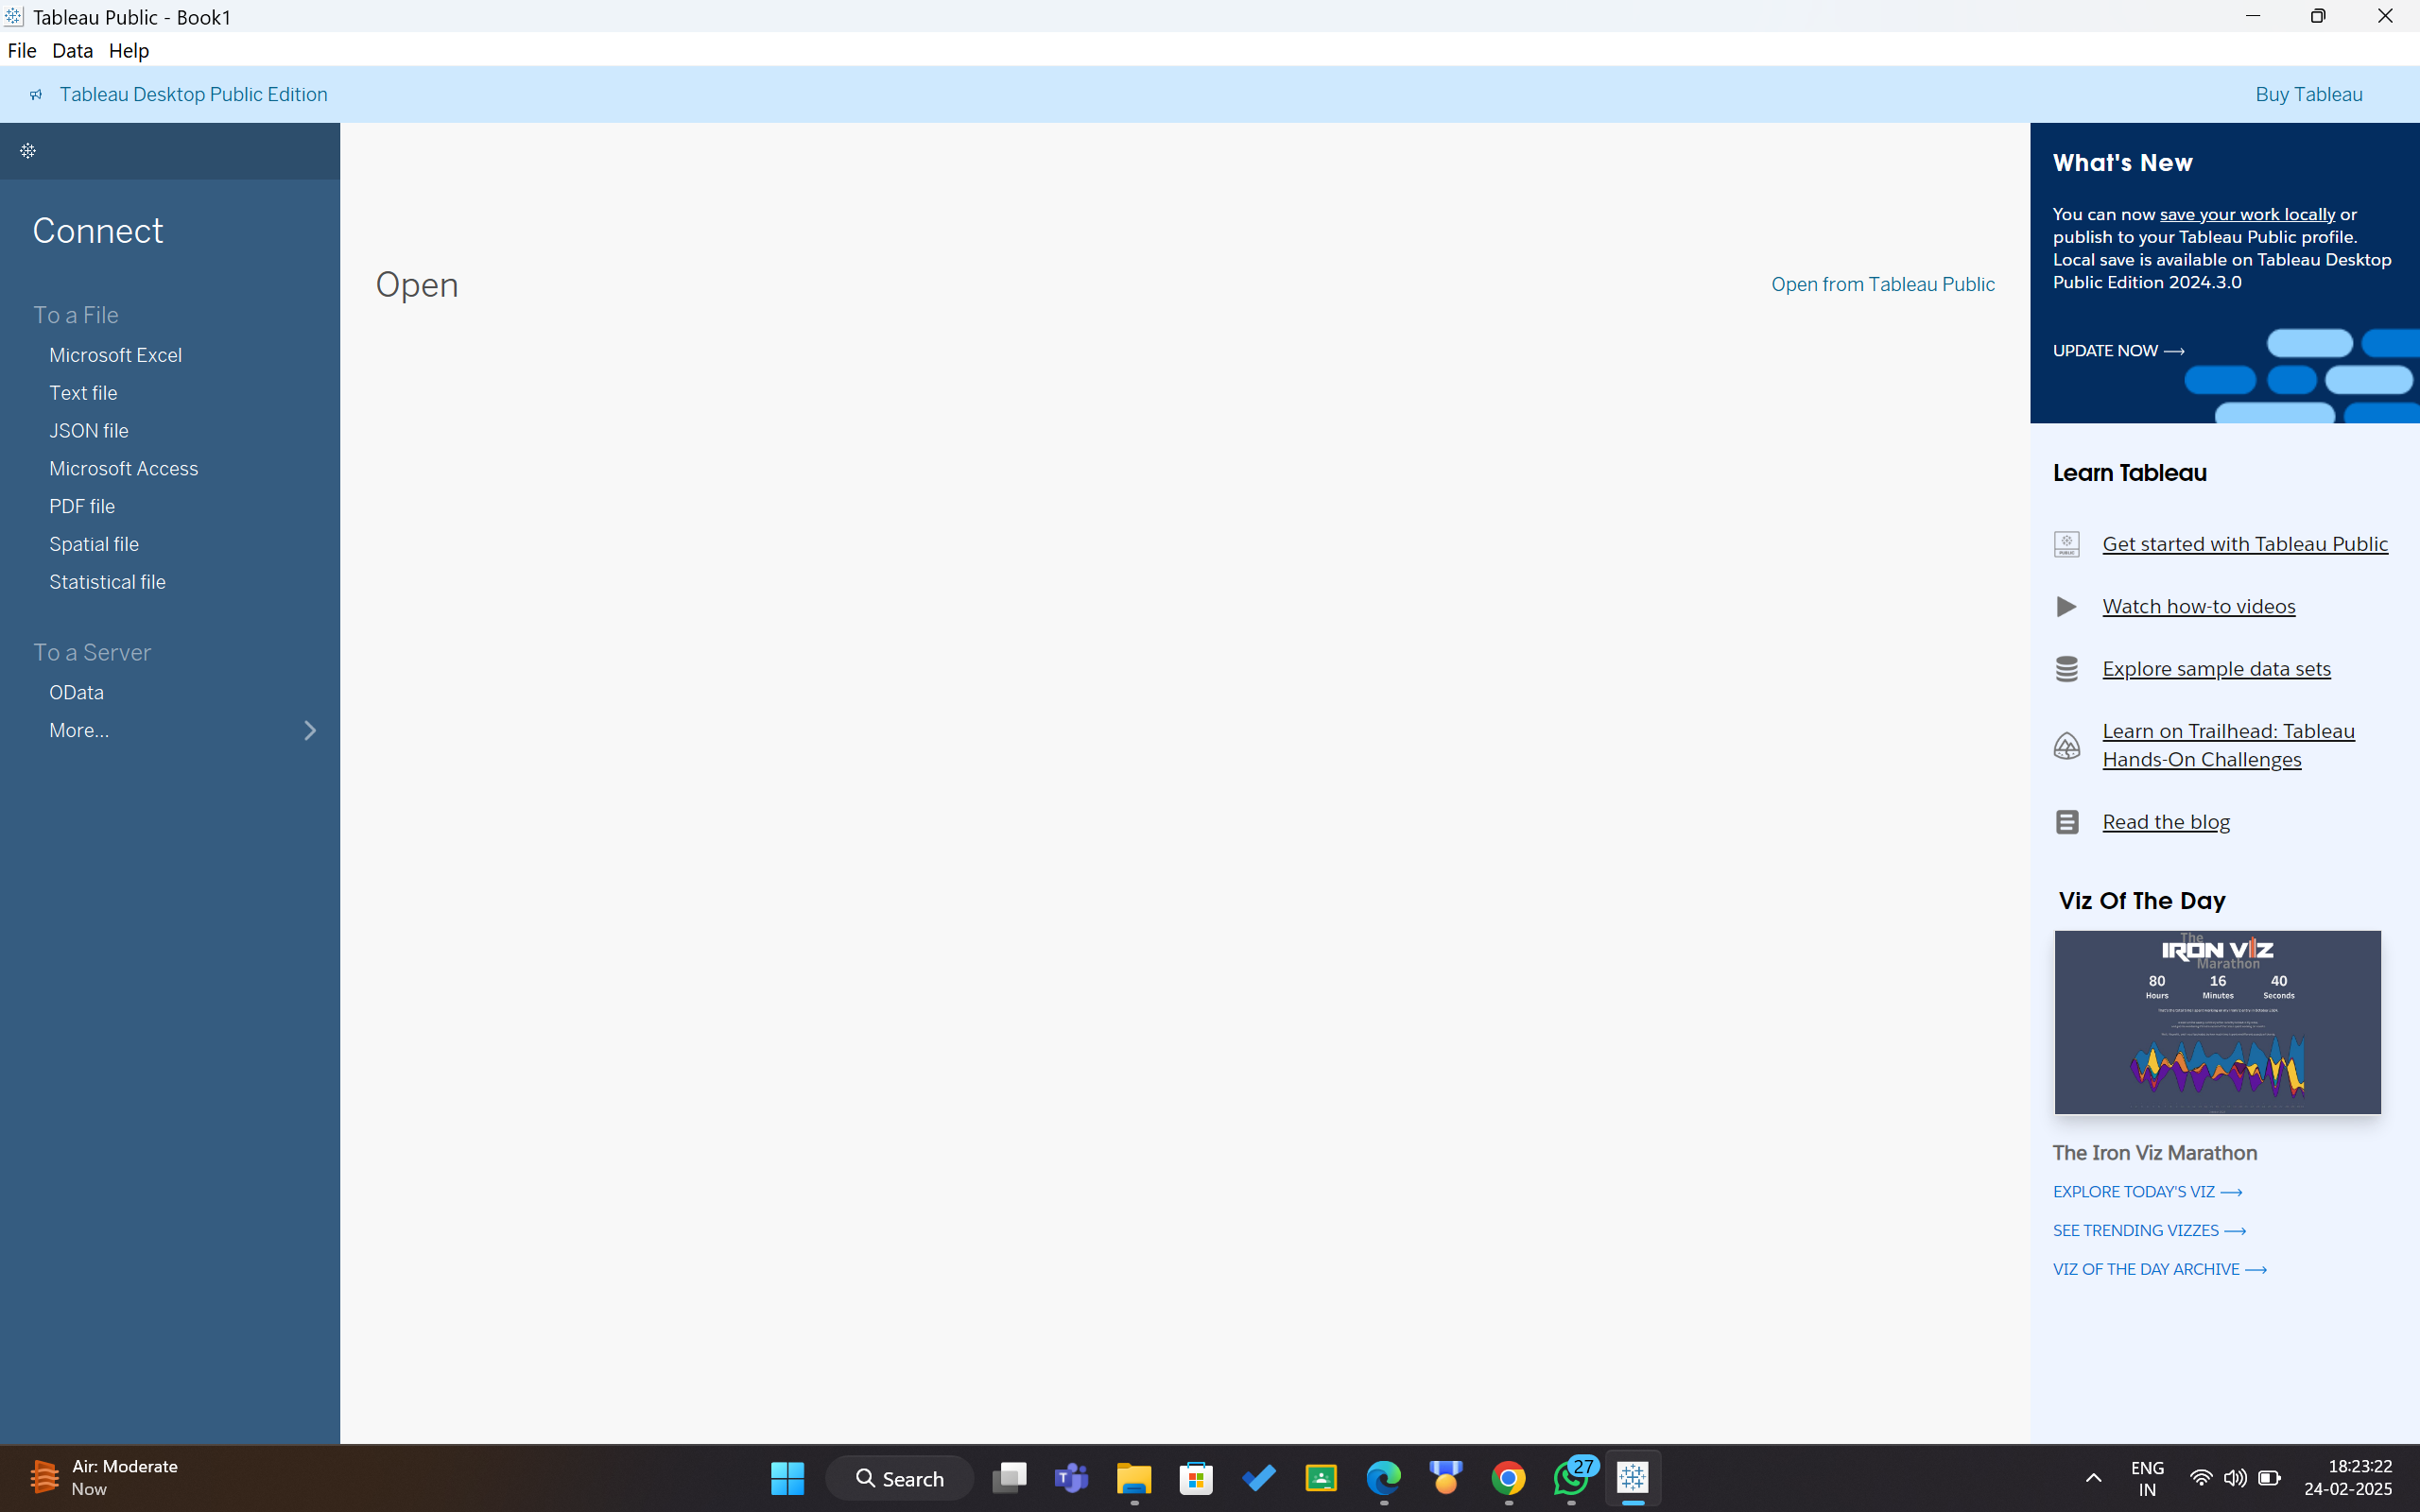 Tableau Public - Book1
File Data Help
Tableau Desktop Public Edition
Buy Tableau
Connect
To a File
Microsoft Excel
Text file
JSON file
Microsoft Access
PDF file
Spatial file
Statistical file
To a Server
OData
More...
Open
Open from Tableau Public
What's New
You can now save your work locally or
publish to your Tableau Public profile.
Local save is available on Tableau Desktop
Public Edition 2024.3.0
UPDATE NOW
Learn Tableau
PUBLIC
Get started with Tableau Public
Watch how-to videos
Explore sample data sets
Learn on Trailhead: Tableau
Hands-On Challenges
Read the blog
Viz Of The Day
The
IRON VIZ
Marathon
80 16 40
Hours Minutes Seconds
The Iron Viz Marathon
EXPLORE TODAY'S VIZ
SEE TRENDING VIZZES
VIZ OF THE DAY ARCHIVE
Air: Moderate
Now
Search
27
ENG
IN
18:23:22
24-02-2025